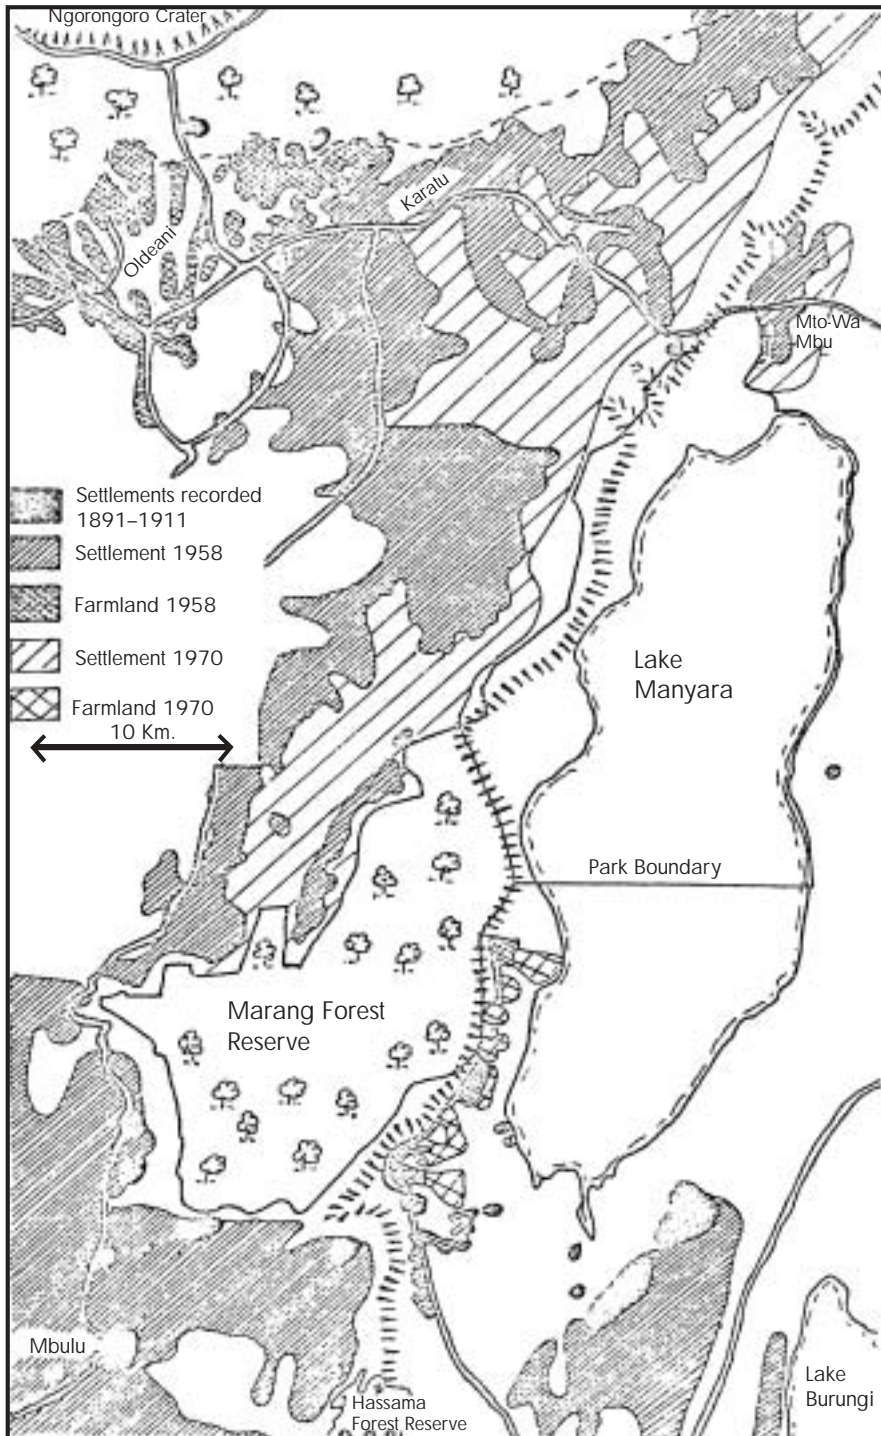 Ngorongoro Crater
Karatu
Oldeani
Mto-Wa
Mbu
Settlements recorded
1891–1911
Settlement 1958
Farmland 1958
Settlement 1970
Farmland 1970
10 Km.
Lake
Manyara
Park Boundary
Marang Forest
Reserve
Mbulu
Hassama
Forest Reserve
Lake
Burungi